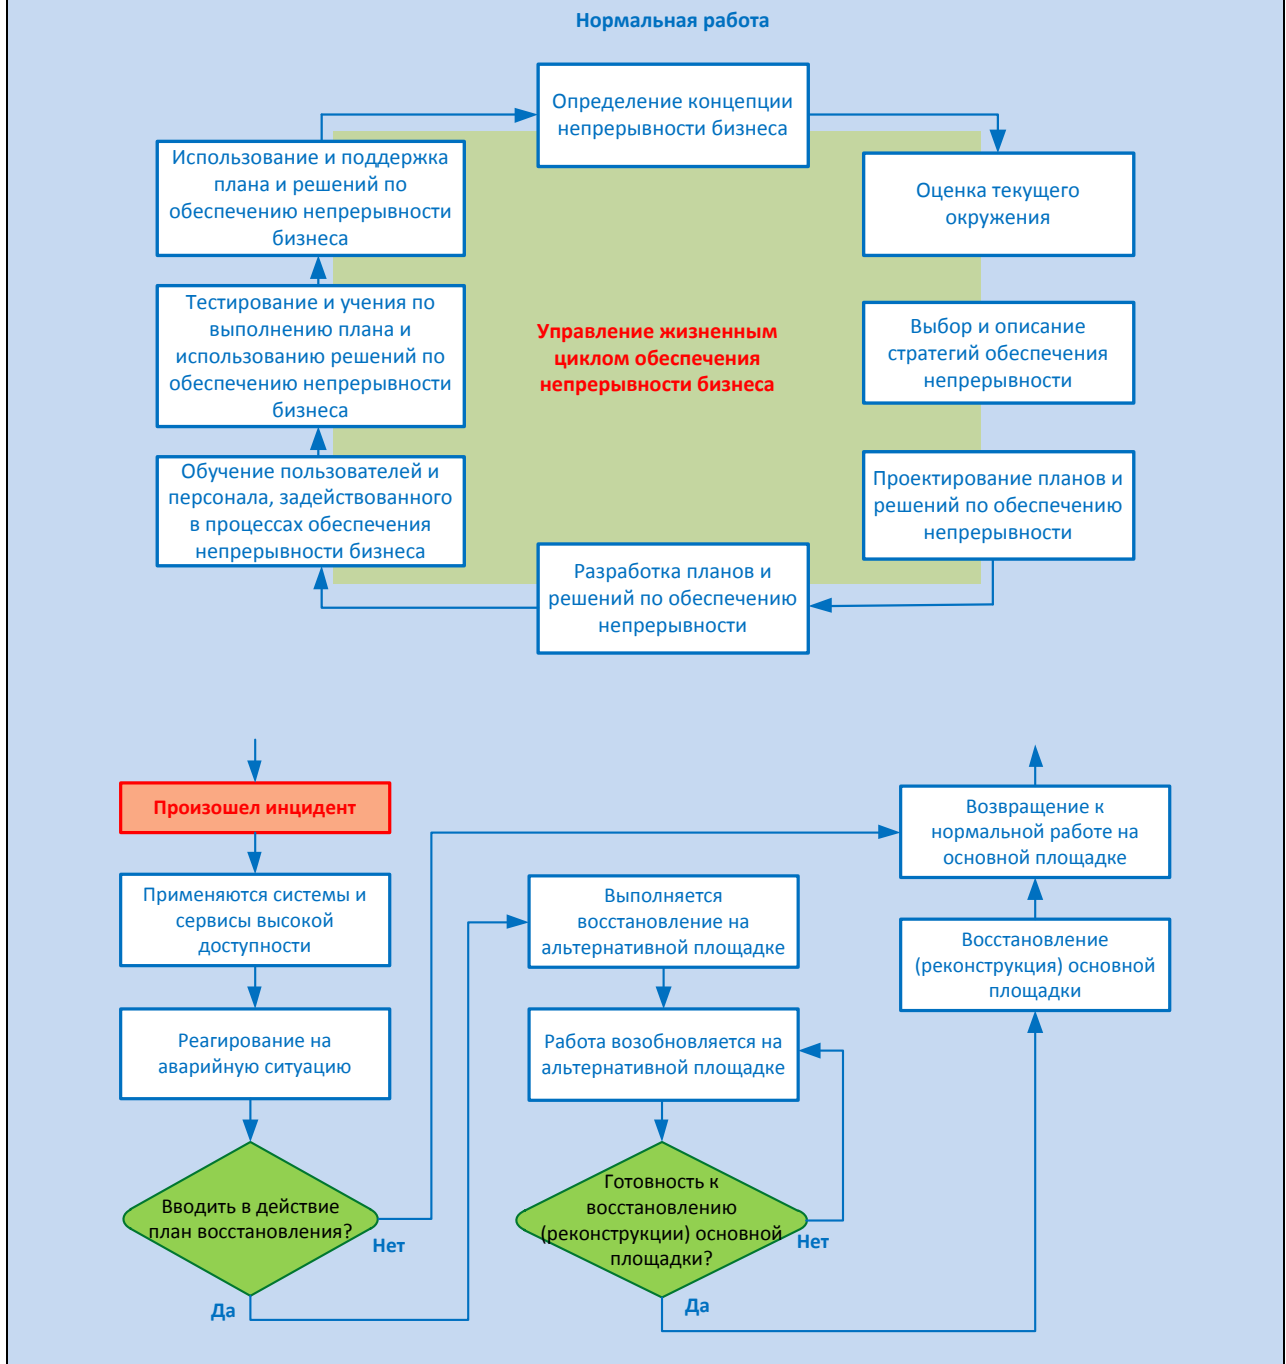 Нормальная работа
Определение концепции
непрерывности бизнеса
Оценка текущего
окружения
Выбор и описание
стратегий обеспечения
непрерывности
Проектирование планов и
решений по обеспечению
непрерывности
Разработка планов и
решений по обеспечению
непрерывности
Обучение пользователей и
персонала, задействованного
в процессах обеспечения
непрерывности бизнеса
Тестирование и учения по
выполнению плана и
использованию решений по
обеспечению непрерывности
бизнеса
Использование и поддержка
плана и решений по
обеспечению непрерывности
бизнеса
Управление жизненным
циклом обеспечения
непрерывности бизнеса
Произошел инцидент
Применяются системы и
сервисы высокой
доступности
Реагирование на
аварийную ситуацию
Вводить в действие
план восстановления?
Нет
Да
Выполняется
восстановление на
альтернативной площадке
Работа возобновляется на
альтернативной площадке
Готовность к
восстановлению
(реконструкции) основной
площадки?
Нет
Да
Возвращение к
нормальной работе на
основной площадке
Восстановление
(реконструкция) основной
площадки